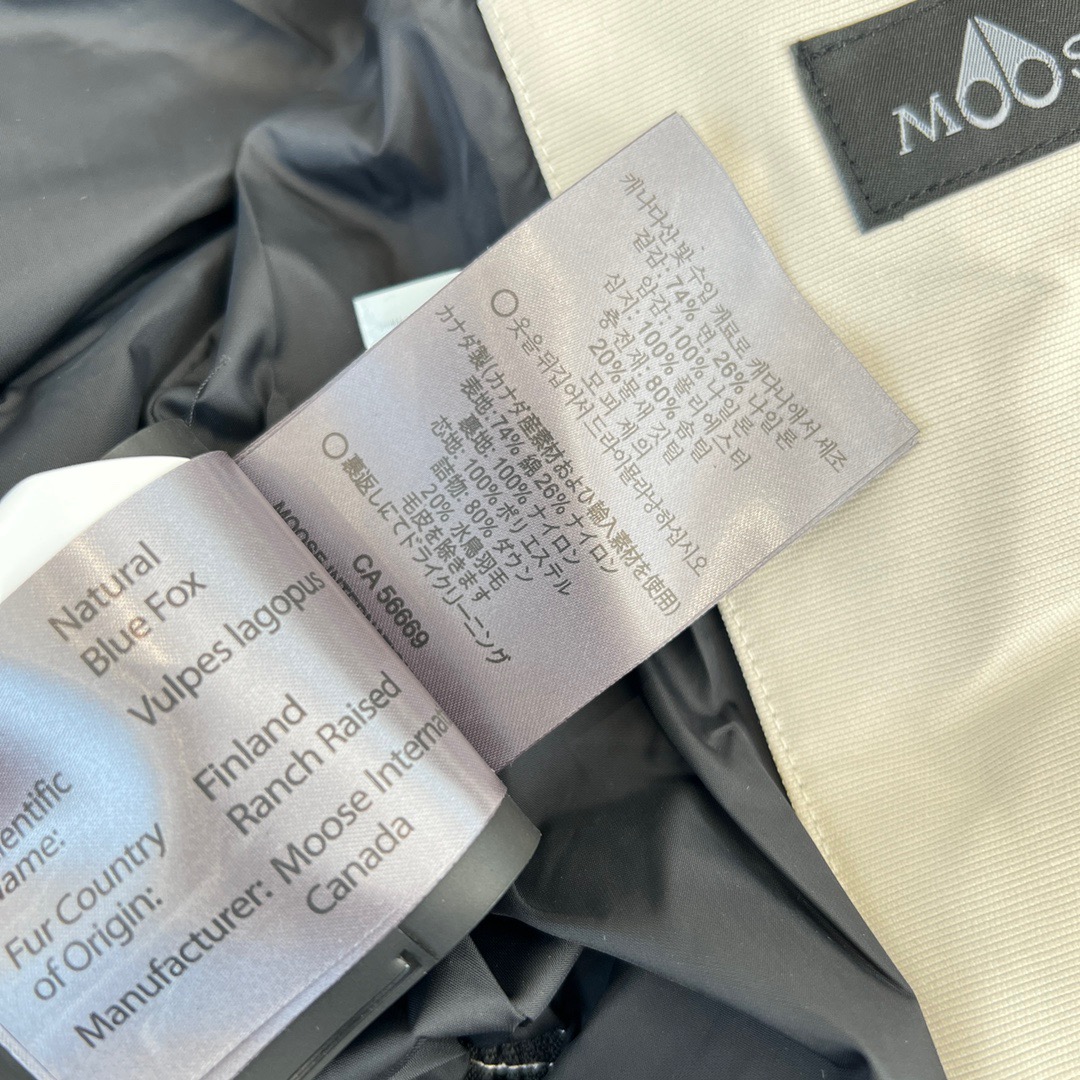 MOOS
캐나다산 및 수입 재료로 캐다니에서 세조
겉감: 74% 면, 26% 나일론
암감: 100% 나일론
심지: 100% 폴리에스터
충전재: 80% 솜털
20% 물새 깃털
모피 제외
○ 옷을 뒤집어서 드라이클리닝하십시오
カナダ製(カナダ産素材および輸入素材を使用)
表地: 74% 綿 26% ナイロン
裏地: 100% ナイロン
芯地: 100% ポリエステル
詰物: 80% ダウン
20% 水鳥羽毛
毛皮を除きます
○ 裏返しにてドライクリーニング
CA 56669
MOOSE
Natural
Blue Fox
Vulpes lagopus
Name:
Finland
Ranch Raised
Fur Country
of Origin:
Manufacturer: Moose Internat
Canada